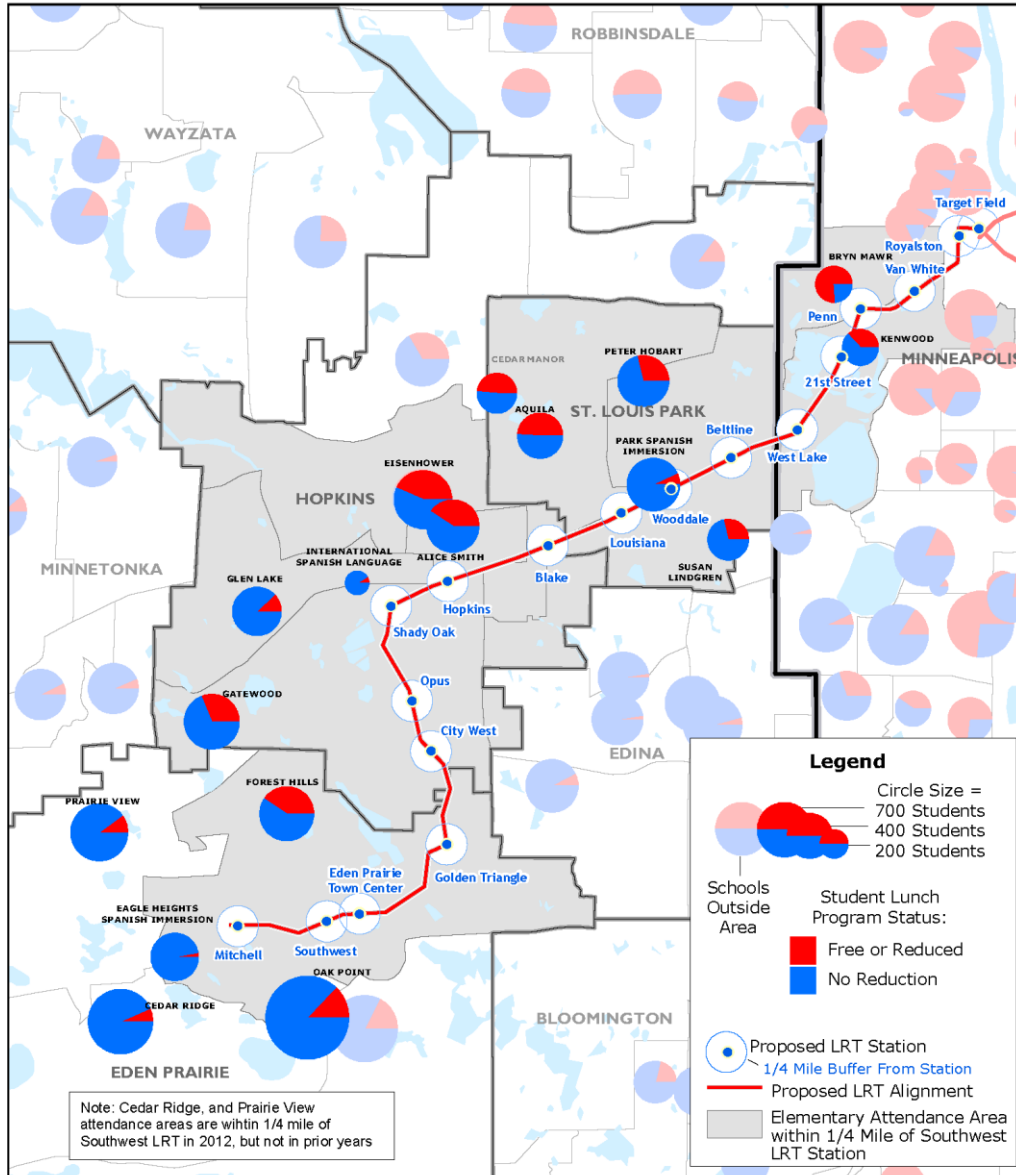 ROBBINSDALE
WAYZATA
Target Field
Royalston
BRYN MAWR
Van White
Penn
KENWOOD
MINNEAPOLIS
21st Street
CEDAR MANOR
PETER HOBART
AQUILA
ST. LOUIS PARK
Beltline
West Lake
PARK SPANISH
IMMERSION
EISENHOWER
HOPKINS
Wooddale
Louisiana
INTERNATIONAL
SPANISH LANGUAGE
ALICE SMITH
Blake
SUSAN
LINDGREN
MINNETONKA
GLEN LAKE
Hopkins
Shady Oak
Opus
GATEWOOD
City West
EDINA
FOREST HILLS
PRAIRIE VIEW
Golden Triangle
Eden Prairie
Town Center
EAGLE HEIGHTS
SPANISH IMMERSION
Mitchell
Southwest
OAK POINT
CEDAR RIDGE
BLOOMINGTON
EDEN PRAIRIE
Note: Cedar Ridge, and Prairie View
attendance areas are whithin 1/4 mile of
Southwest LRT in 2012, but not in prior years
Legend
Circle Size =
700 Students
400 Students
200 Students
Schools
Outside
Area
Student Lunch
Program Status:
Free or Reduced
No Reduction
Proposed LRT Station
1/4 Mile Buffer From Station
Proposed LRT Alignment
Elementary Attendance Area
within 1/4 Mile of Southwest
LRT Station